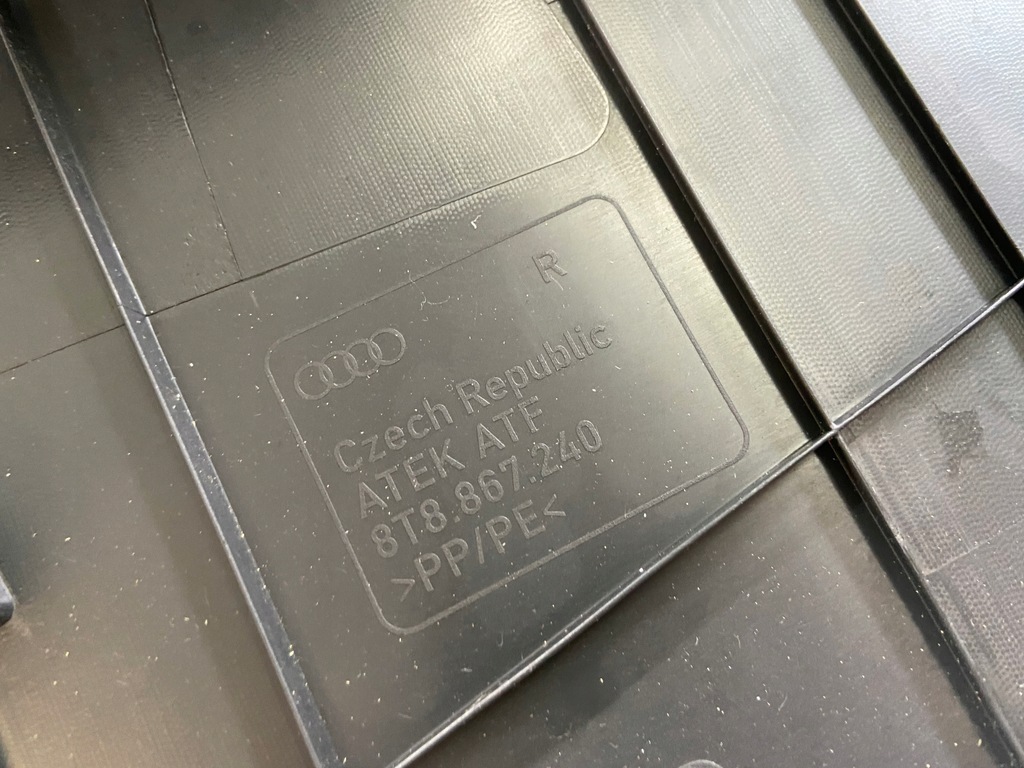 R
Czech Republic
ATEK ATF
8T8.867.240
>PP/PE<